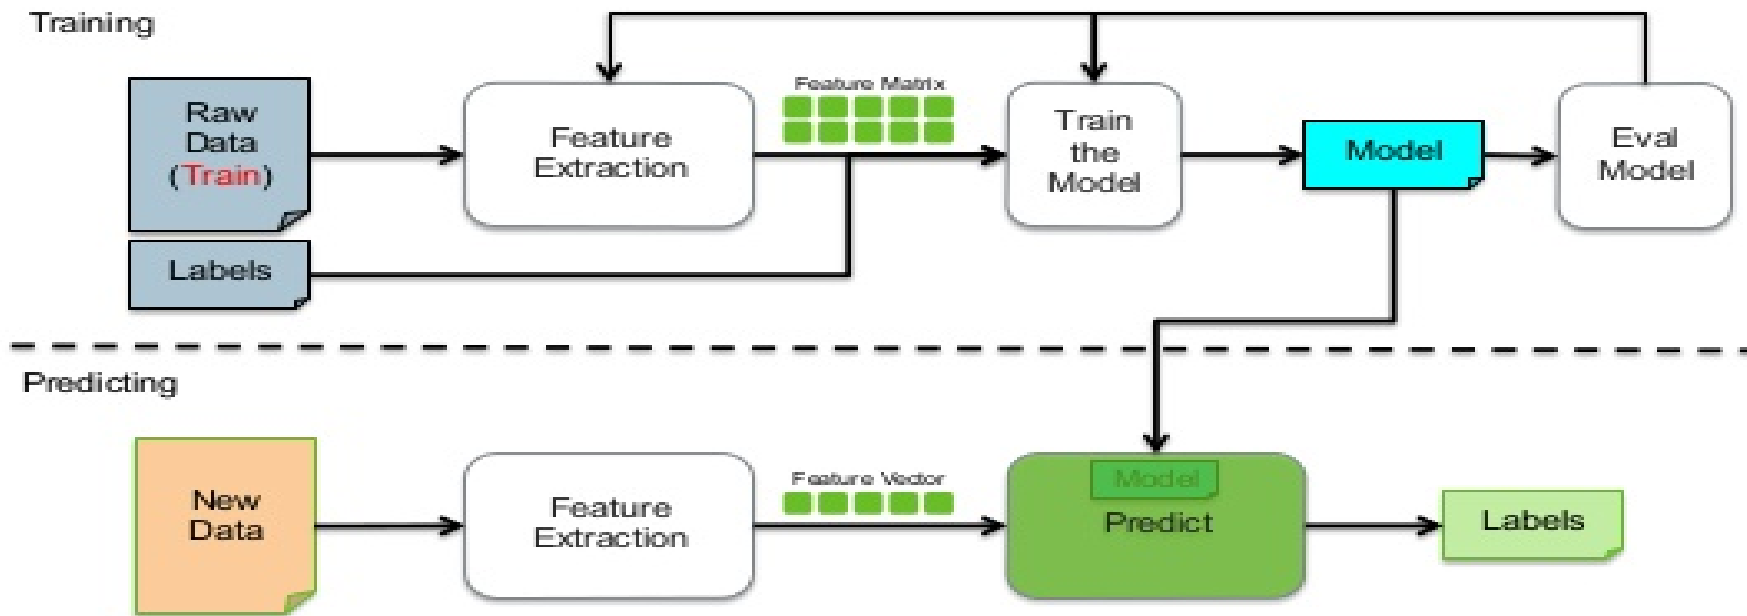 Training
Raw
Data
(Train)
Labels
Feature
Extraction
Feature Matrix
Train
the
Model
Model
Eval
Model
Predicting
New
Data
Feature
Extraction
Feature Vector
Model
Predict
Labels